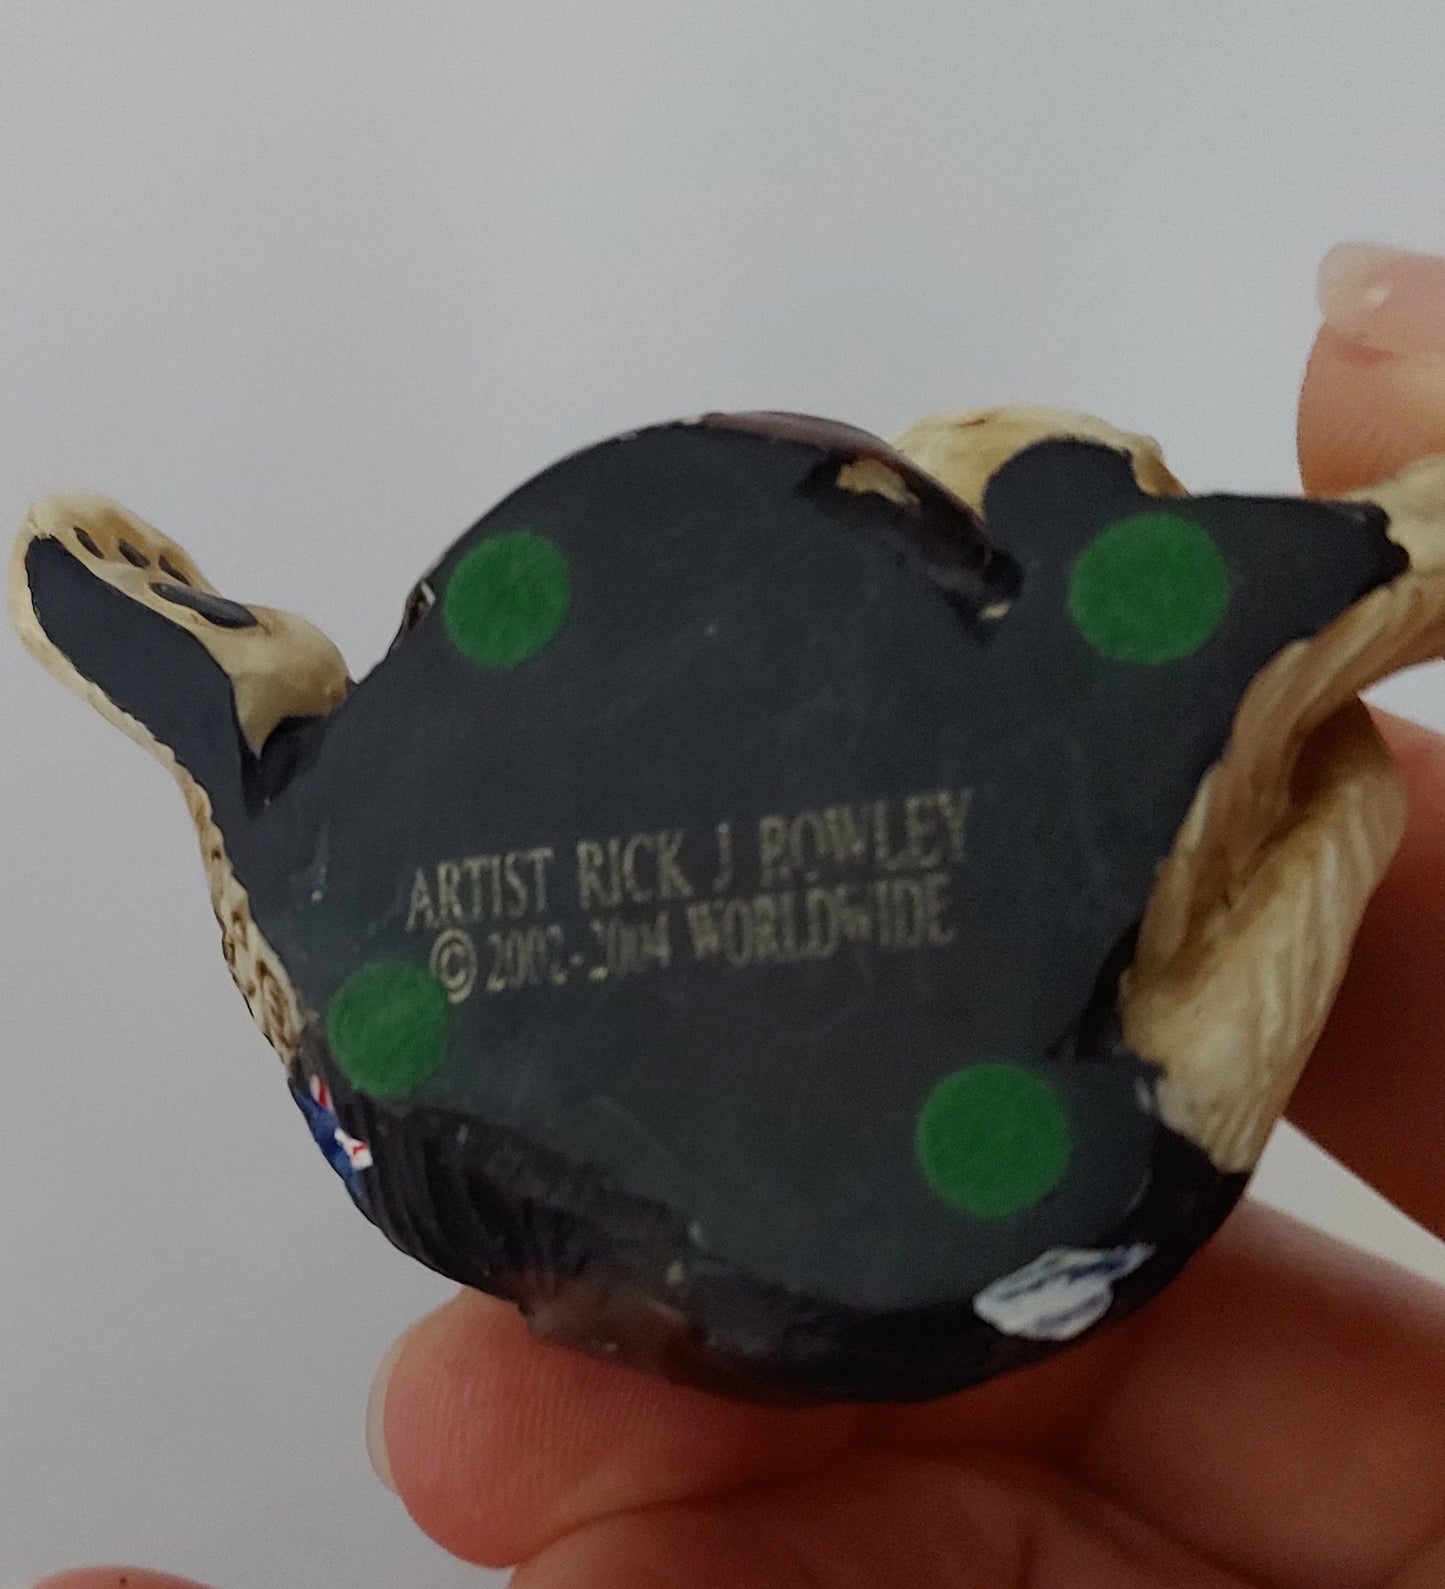 ARTIST RICK J ROWLEY
© 2002-2004 WORLDWIDE